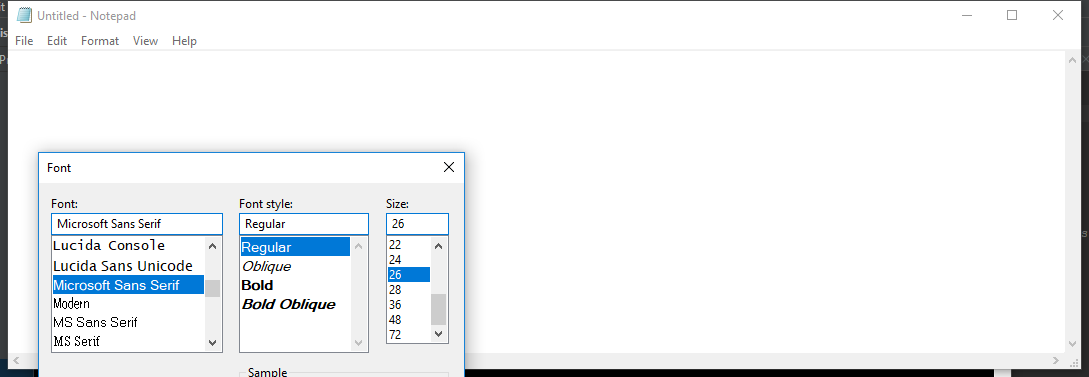 Untitled - Notepad
File Edit Format View Help
Font
Font: Font style: Size:
Microsoft Sans Serif Regular 26
Lucida Console
Lucida Sans Unicode
Microsoft Sans Serif
Modern
MS Sans Serif
MS Serif
Regular
Oblique
Bold
Bold Oblique
22
24
26
28
36
48
72
Sample